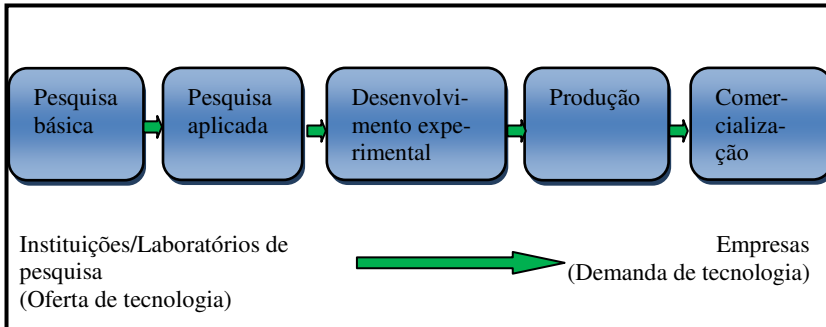 Pesquisa
básica
Pesquisa
aplicada
Desenvolvi-
mento expe-
rimental
Produção
Comer-
cializa-
ção
Instituições/Laboratórios de
pesquisa
(Oferta de tecnologia)
Empresas
(Demanda de tecnologia)